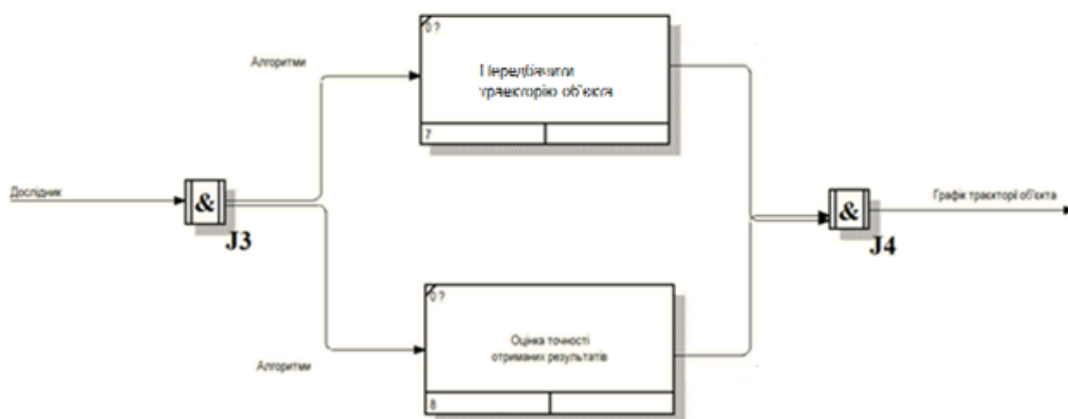 0 ?
Алгоритми
Передбачити
траекторію об'єкта
7
Дослідник
&
J3
&
J4
Графік траєкторії об'єкта
0 ?
Оцінка точності
отриманих результатів
Алгоритми
8